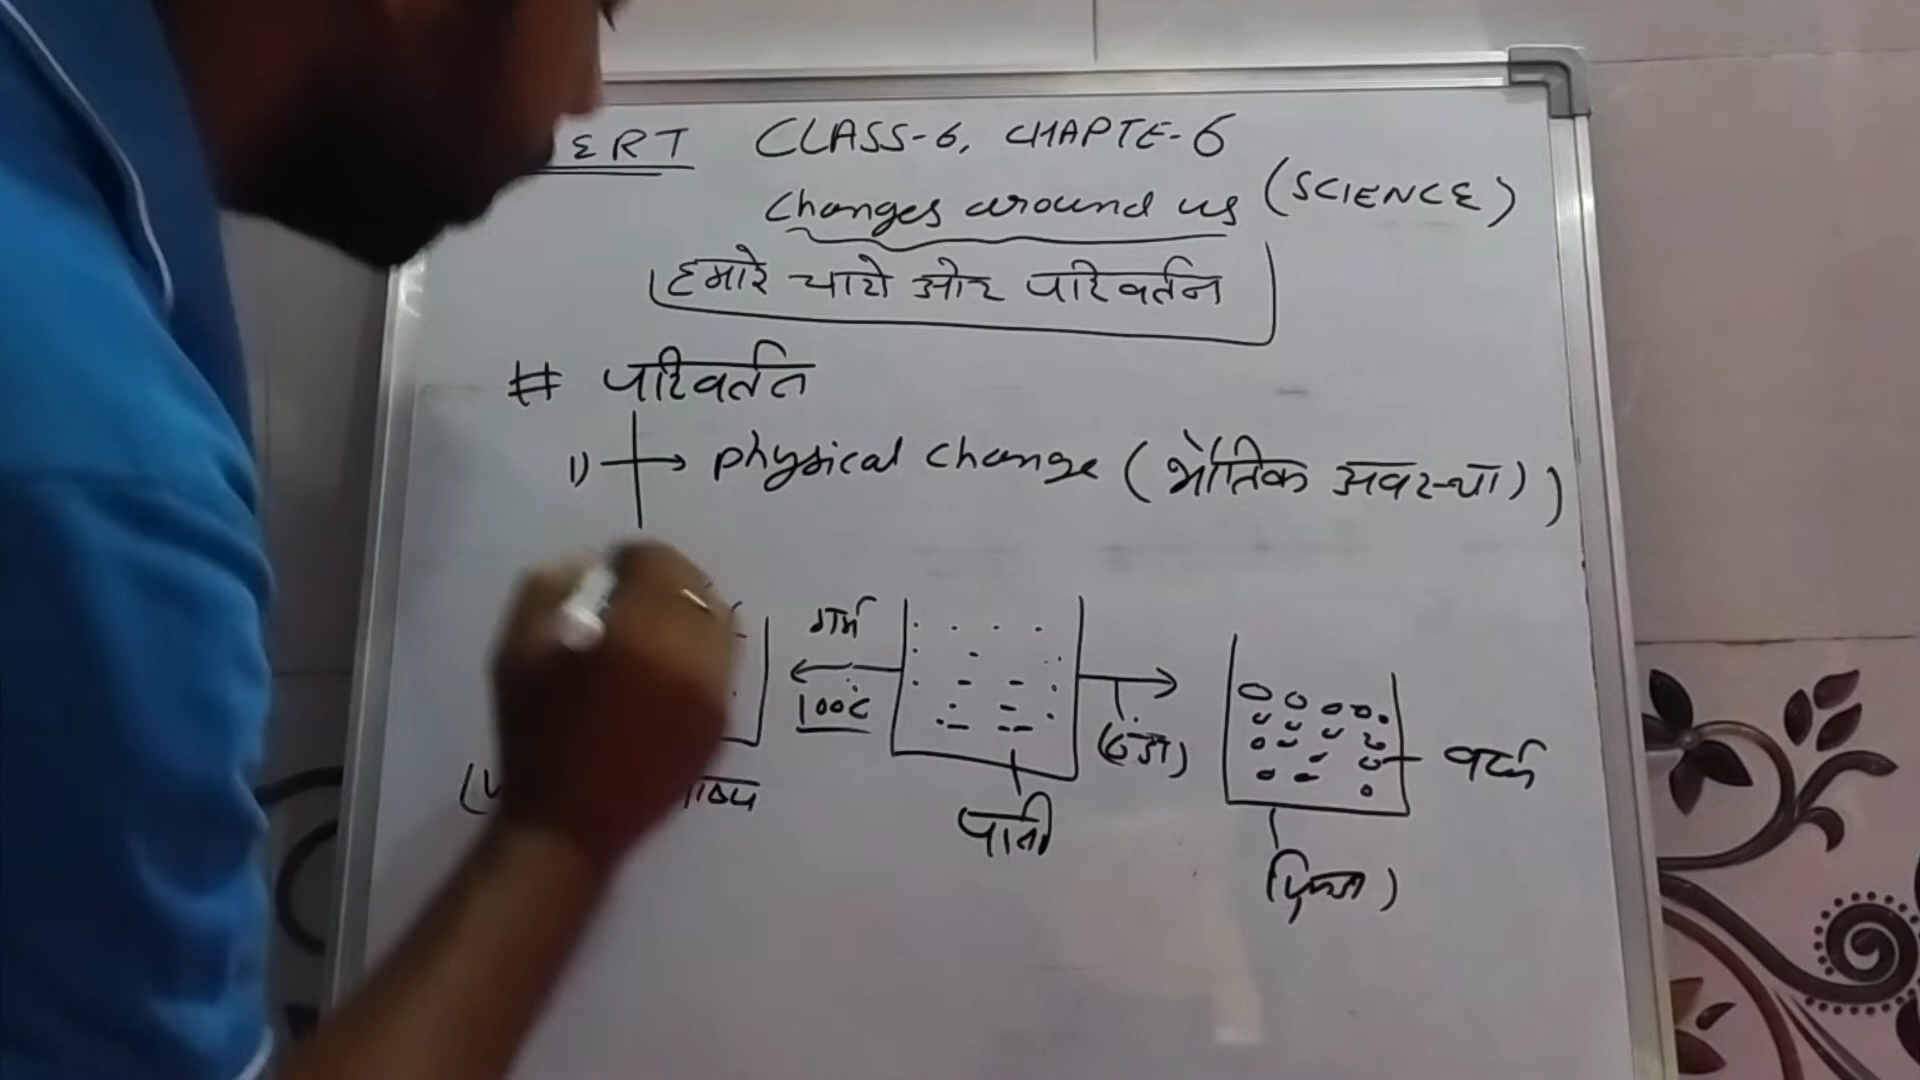 ERT CLASS-6, CHAPTE-6
Changes around us (SCIENCE)
हमारे चारो ओर परिवर्तन
# परिवर्तन
1) → physical change (भौतिक अवस्था))
गर्म
100c
(ठंडा)
पानी
बर्फ
(फ्रिज)